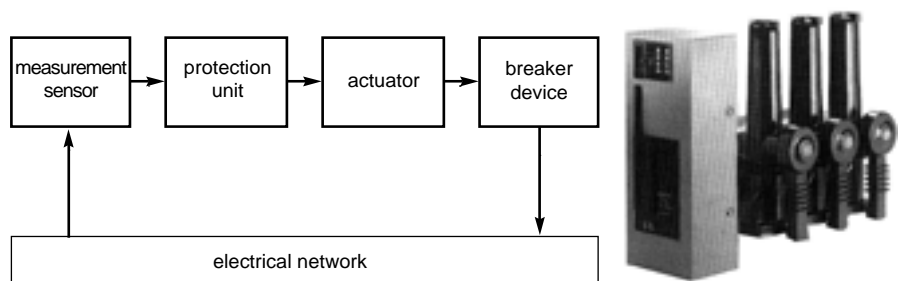 measurement
sensor
protection
unit
actuator
breaker
device
electrical network